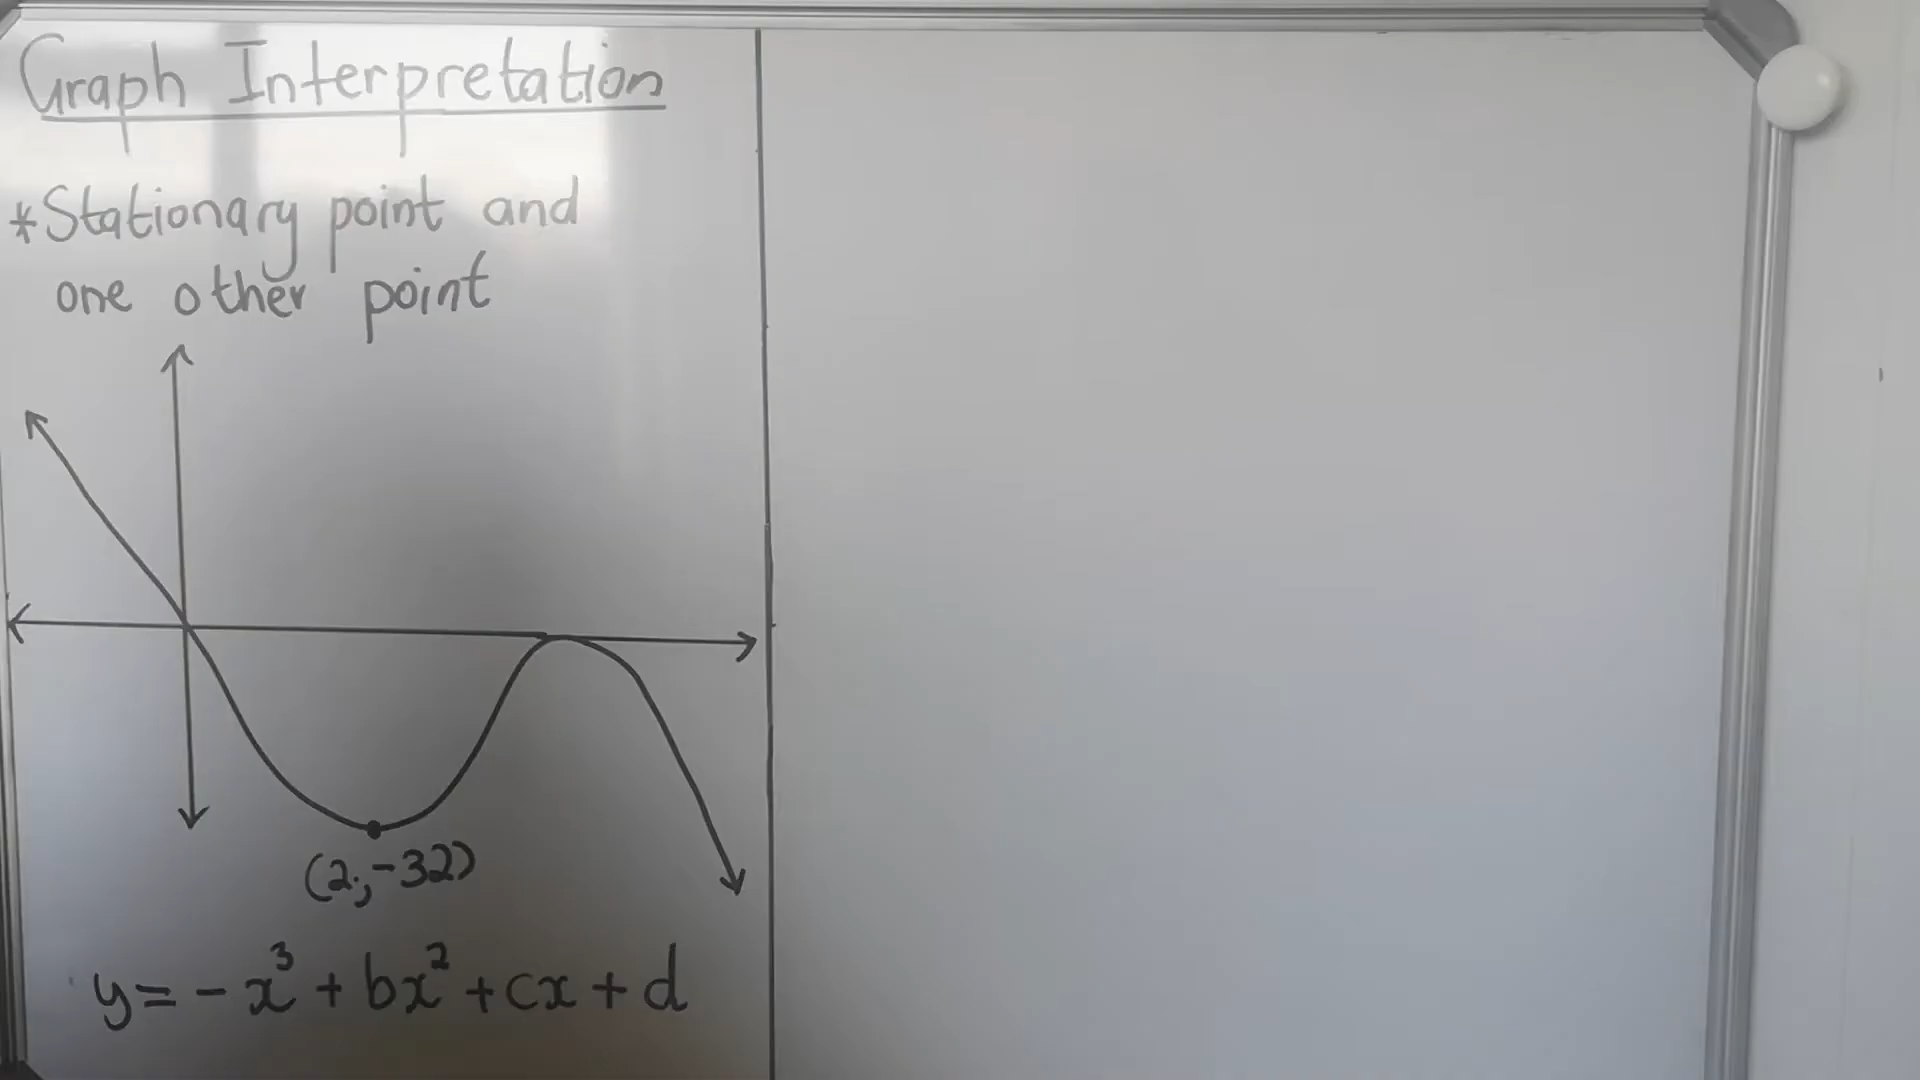 Graph Interpretation
*Stationary point and
one other point
(2;-32)
y = -x³ + bx² + cx + d